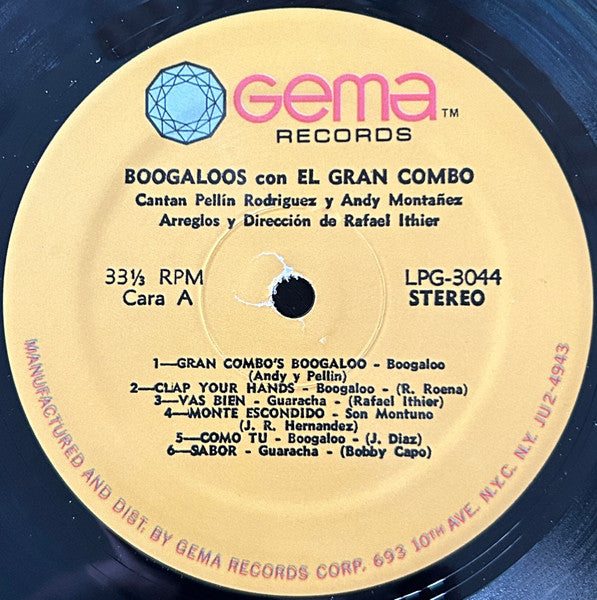 Gema TM
RECORDS
BOOGALOOS con EL GRAN COMBO
Cantan Pellín Rodriguez y Andy Montañez
Arreglos y Dirección de Rafael Ithier
33⅓ RPM
Cara A
LPG-3044
STEREO
1—GRAN COMBO'S BOOGALOO - Boogaloo
(Andy y Pellin)
2—CLAP YOUR HANDS - Boogaloo - (R. Roena)
3—VAS BIEN - Guaracha - (Rafael Ithier)
4—MONTE ESCONDIDO - Son Montuno
(J. R. Hernandez)
5—COMO TU - Boogaloo - (J. Diaz)
6—SABOR - Guaracha - (Bobby Capo)
MANUFACTURED AND DIST. BY GEMA RECORDS CORP. 693 10TH AVE. N.Y.C. N.Y. JU2-4943